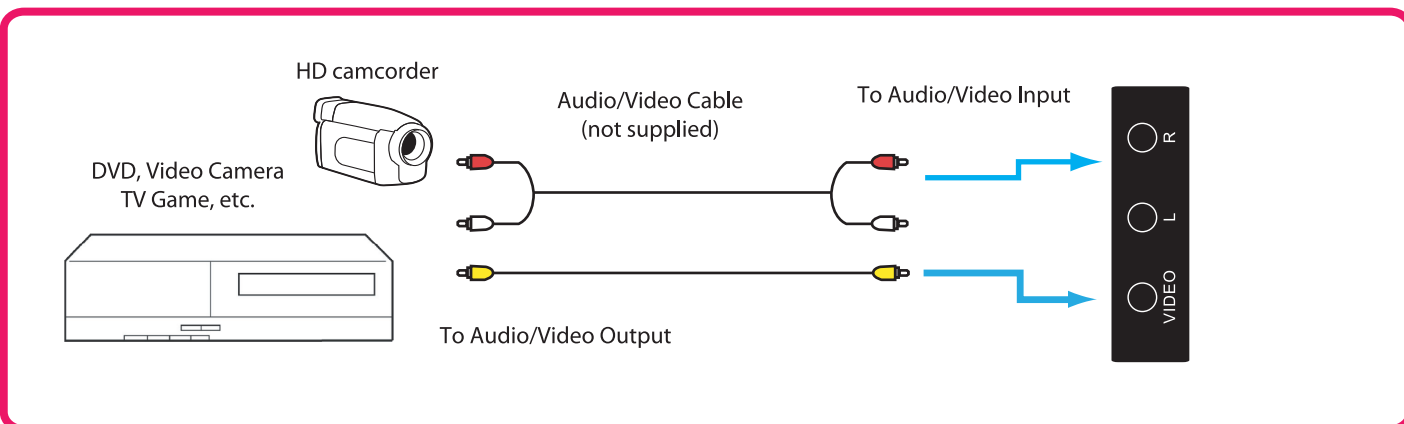 HD camcorder
Audio/Video Cable
(not supplied)
To Audio/Video Input
DVD, Video Camera
TV Game, etc.
To Audio/Video Output
R
L
VIDEO